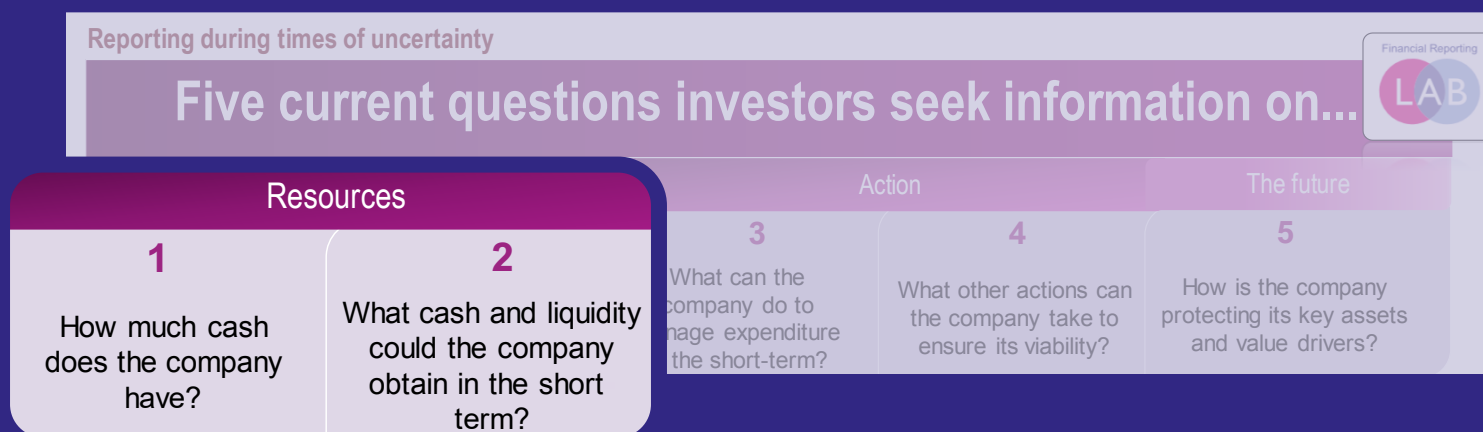 Reporting during times of uncertainty
Financial Reporting
LAB
Five current questions investors seek information on...
Resources
1
How much cash
does the company
have?
2
What cash and liquidity
could the company
obtain in the short
term?
Action
3
What can the
company do to
nage expenditure
the short-term?
4
What other actions can
the company take to
ensure its viability?
The future
5
How is the company
protecting its key assets
and value drivers?